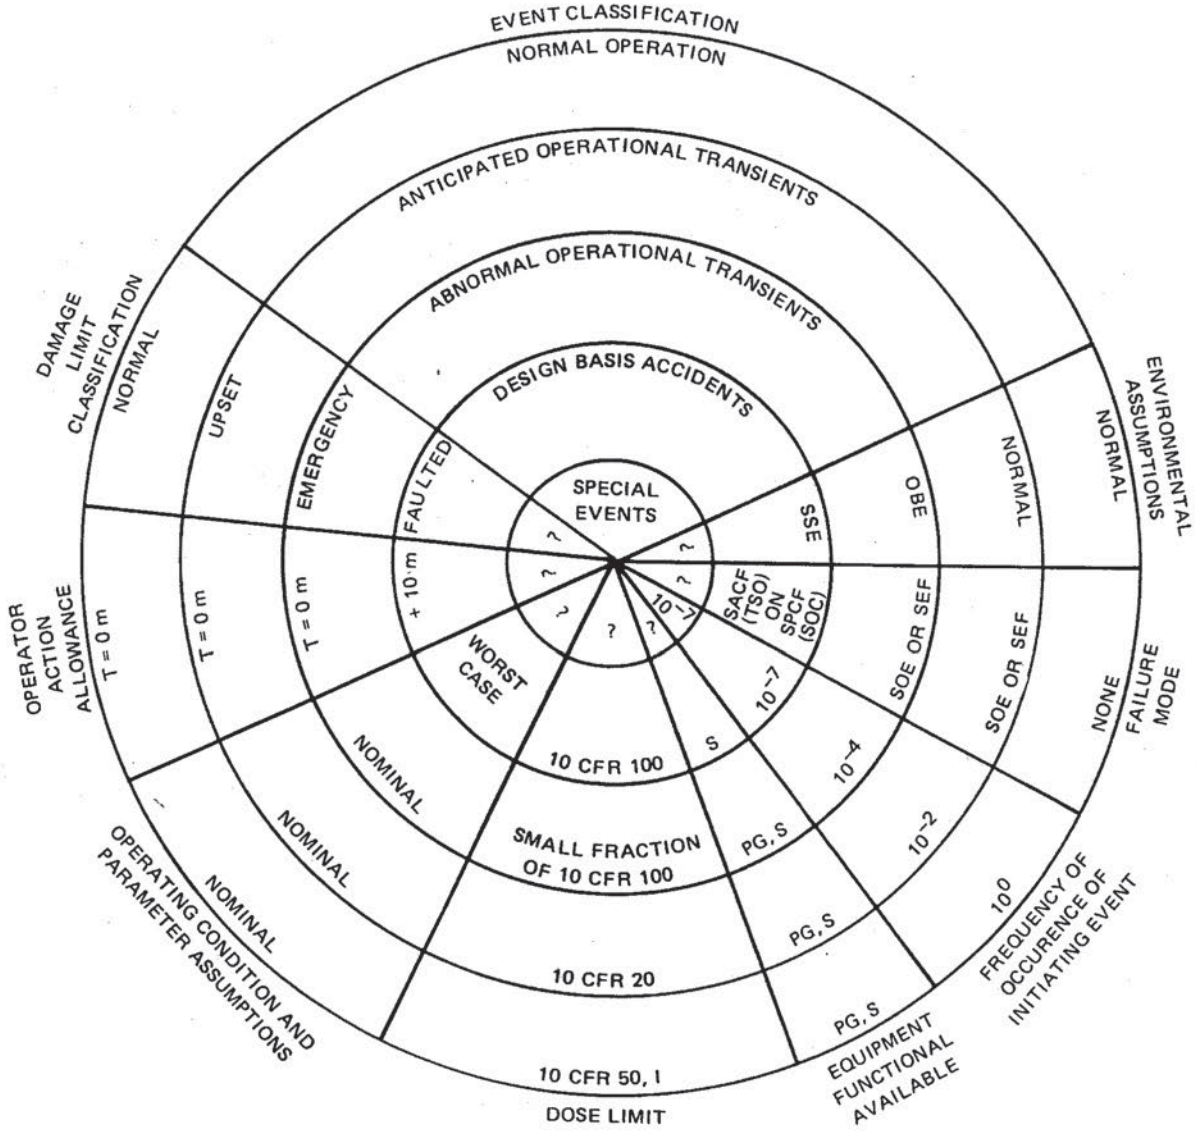 EVENT CLASSIFICATION
NORMAL OPERATION
ANTICIPATED OPERATIONAL TRANSIENTS
ABNORMAL OPERATIONAL TRANSIENTS
DESIGN BASIS ACCIDENTS
SPECIAL
EVENTS
ENVIRONMENTAL
ASSUMPTIONS
NORMAL
NORMAL
OBE
SSE
?
FAILURE
MODE
NONE
SOE OR SEF
SOE OR SEF
SACF
(TSO)
ON
SPCF
(SOC)
?
FREQUENCY OF
OCCURENCE OF
INITIATING EVENT
10⁰
10⁻²
10⁻⁴
10⁻⁷
10⁻⁷
EQUIPMENT
FUNCTIONAL
AVAILABLE
PG, S
PG, S
PG, S
S
?
DOSE LIMIT
10 CFR 50, I
10 CFR 20
SMALL FRACTION
OF 10 CFR 100
10 CFR 100
?
OPERATING CONDITION AND
PARAMETER ASSUMPTIONS
NOMINAL
NOMINAL
NOMINAL
WORST
CASE
?
OPERATOR
ACTION
ALLOWANCE
T = 0 m
T = 0 m
T = 0 m
+ 10·m
?
DAMAGE
LIMIT
CLASSIFICATION
NORMAL
UPSET
EMERGENCY
FAULTED
?